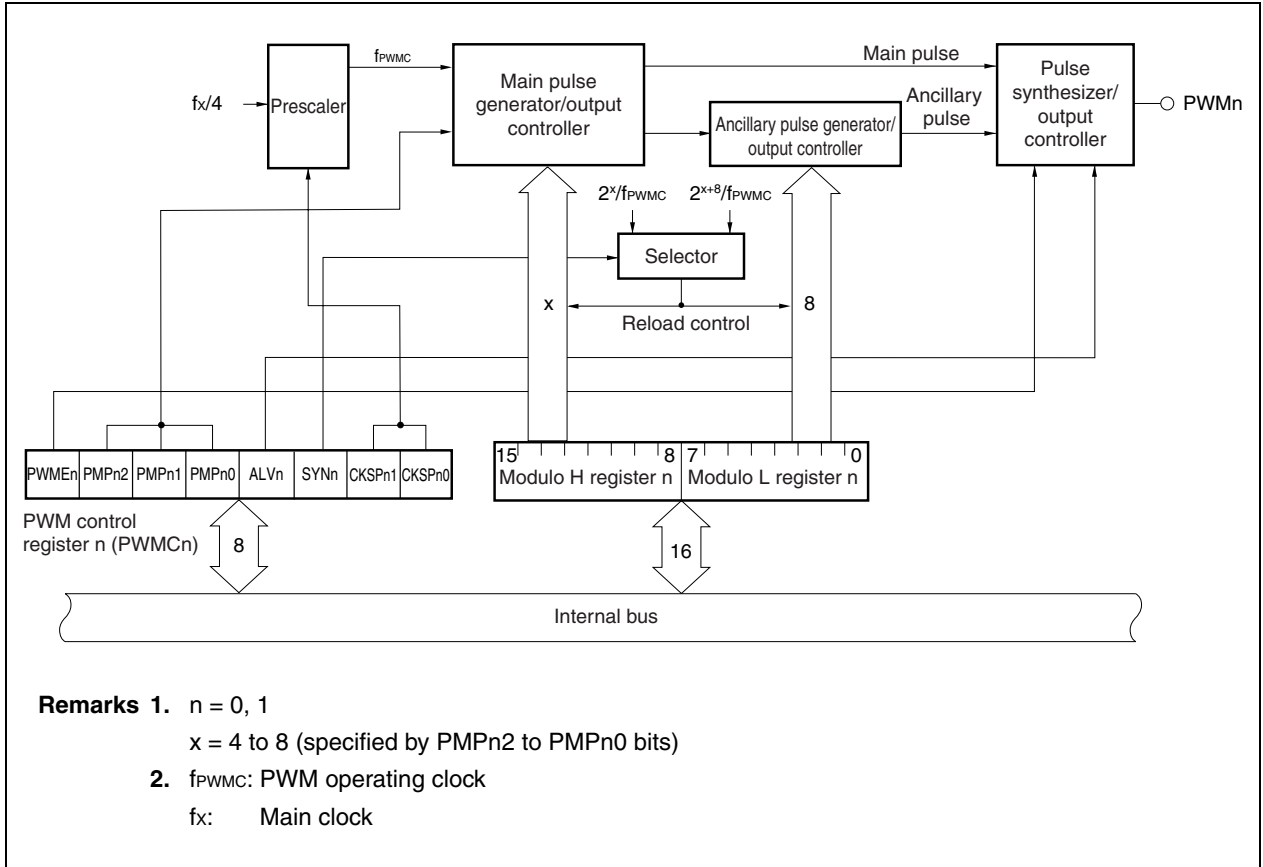 fPWMC
Main pulse
fx/4
Prescaler
Main pulse
generator/output
controller
Ancillary
pulse
Ancillary pulse generator/
output controller
Pulse
synthesizer/
output
controller
PWMn
2^x/fPWMC
2^x+8/fPWMC
Selector
x
8
Reload control
PWMEn PMPn2 PMPn1 PMPn0 ALVn SYNn CKSPn1 CKSPn0
15 8 7 0
Modulo H register n Modulo L register n
PWM control
register n (PWMCn)
8
16
Internal bus
Remarks 1. n = 0, 1
x = 4 to 8 (specified by PMPn2 to PMPn0 bits)
2. fPWMC: PWM operating clock
fx: Main clock